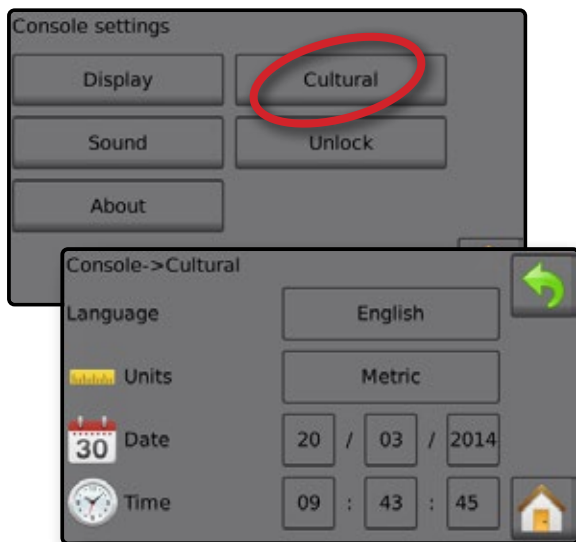 Console settings
Display Cultural
Sound Unlock
About
Console->Cultural
Language English
Units Metric
30 Date 20 / 03 / 2014
Time 09 : 43 : 45